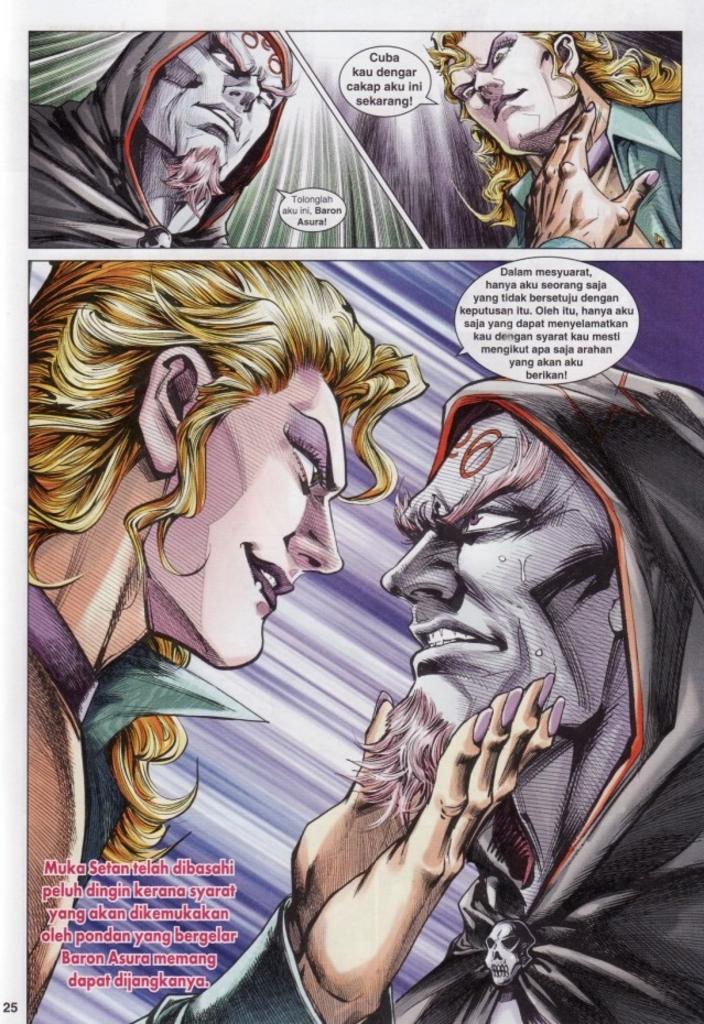 Cuba
kau dengar
cakap aku ini
sekarang!
Tolonglah
aku ini, Baron
Asura!
Dalam mesyuarat,
hanya aku seorang saja
yang tidak bersetuju dengan
keputusan itu. Oleh itu, hanya aku
saja yang dapat menyelamatkan
kau dengan syarat kau mesti
mengikut apa saja arahan
yang akan aku
berikan!
26
Muka Setan telah dibasahi
peluh dingin kerana syarat
yang akan dikemukakan
oleh pondan yang bergelar
Baron Asura memang
dapat dijangkanya.
25